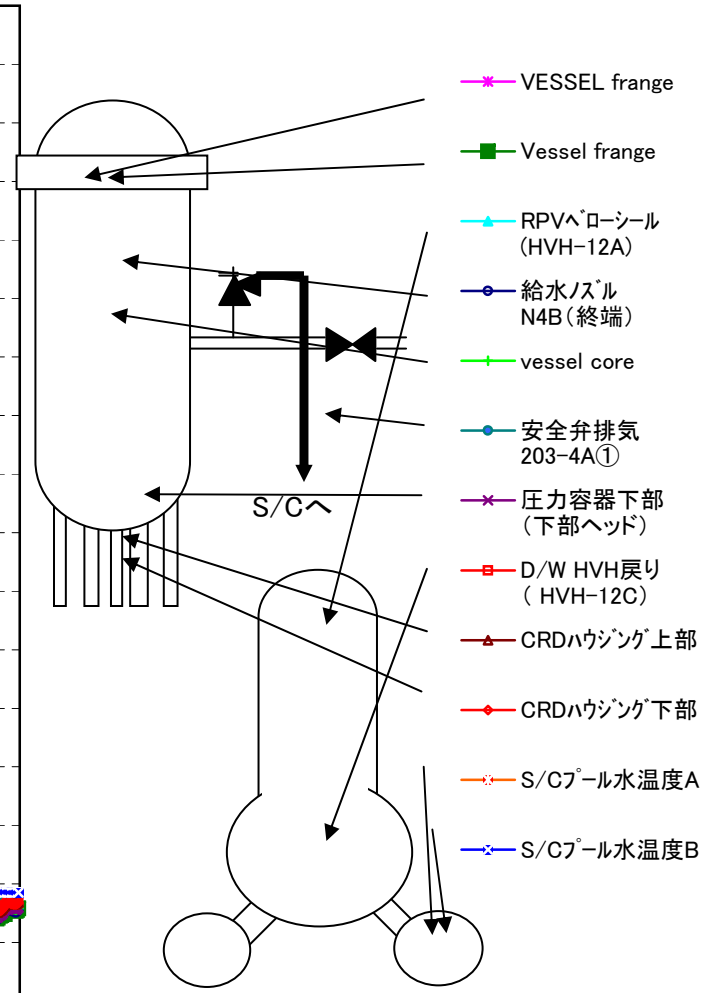 VESSEL frange
Vessel frange
RPVﾍﾞﾛｰｼｰﾙ
(HVH-12A)
給水ﾉｽﾞﾙ
N4B(終端)
vessel core
安全弁排気
203-4A①
圧力容器下部
(下部ﾍｯﾄﾞ)
D/W HVH戻り
( HVH-12C)
CRDﾊｳｼﾞﾝｸﾞ上部
CRDﾊｳｼﾞﾝｸﾞ下部
S/Cﾌﾟｰﾙ水温度A
S/Cﾌﾟｰﾙ水温度B
S/Cへ